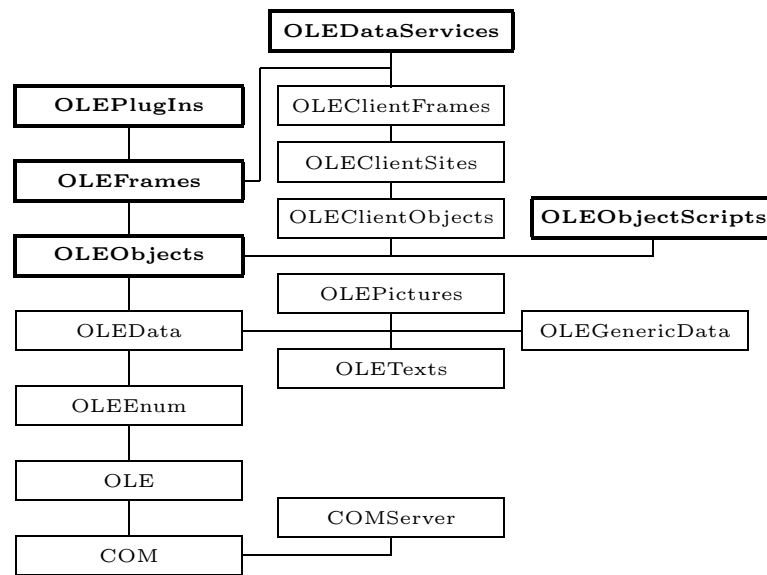 OLEDataServices
OLEPlugIns
OLEClientFrames
OLEClientSites
OLEFrames
OLEClientObjects
OLEObjectScripts
OLEObjects
OLEPictures
OLEData
OLEGenericData
OLETexts
OLEEnum
OLE
COMServer
COM